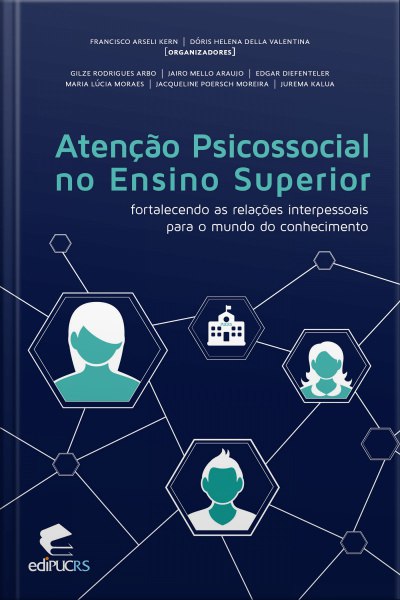 FRANCISCO ARSELI KERN | DÓRIS HELENA DELLA VALENTINA
[ORGANIZADORES]
GILZE RODRIGUES ARBO | JAIRO MELLO ARAUJO | EDGAR DIEFENTELER
MARIA LÚCIA MORAES | JACQUELINE POERSCH MOREIRA | JUREMA KALUA
Atenção Psicossocial
no Ensino Superior
fortalecendo as relações interpessoais
para o mundo do conhecimento
ediPUCRS